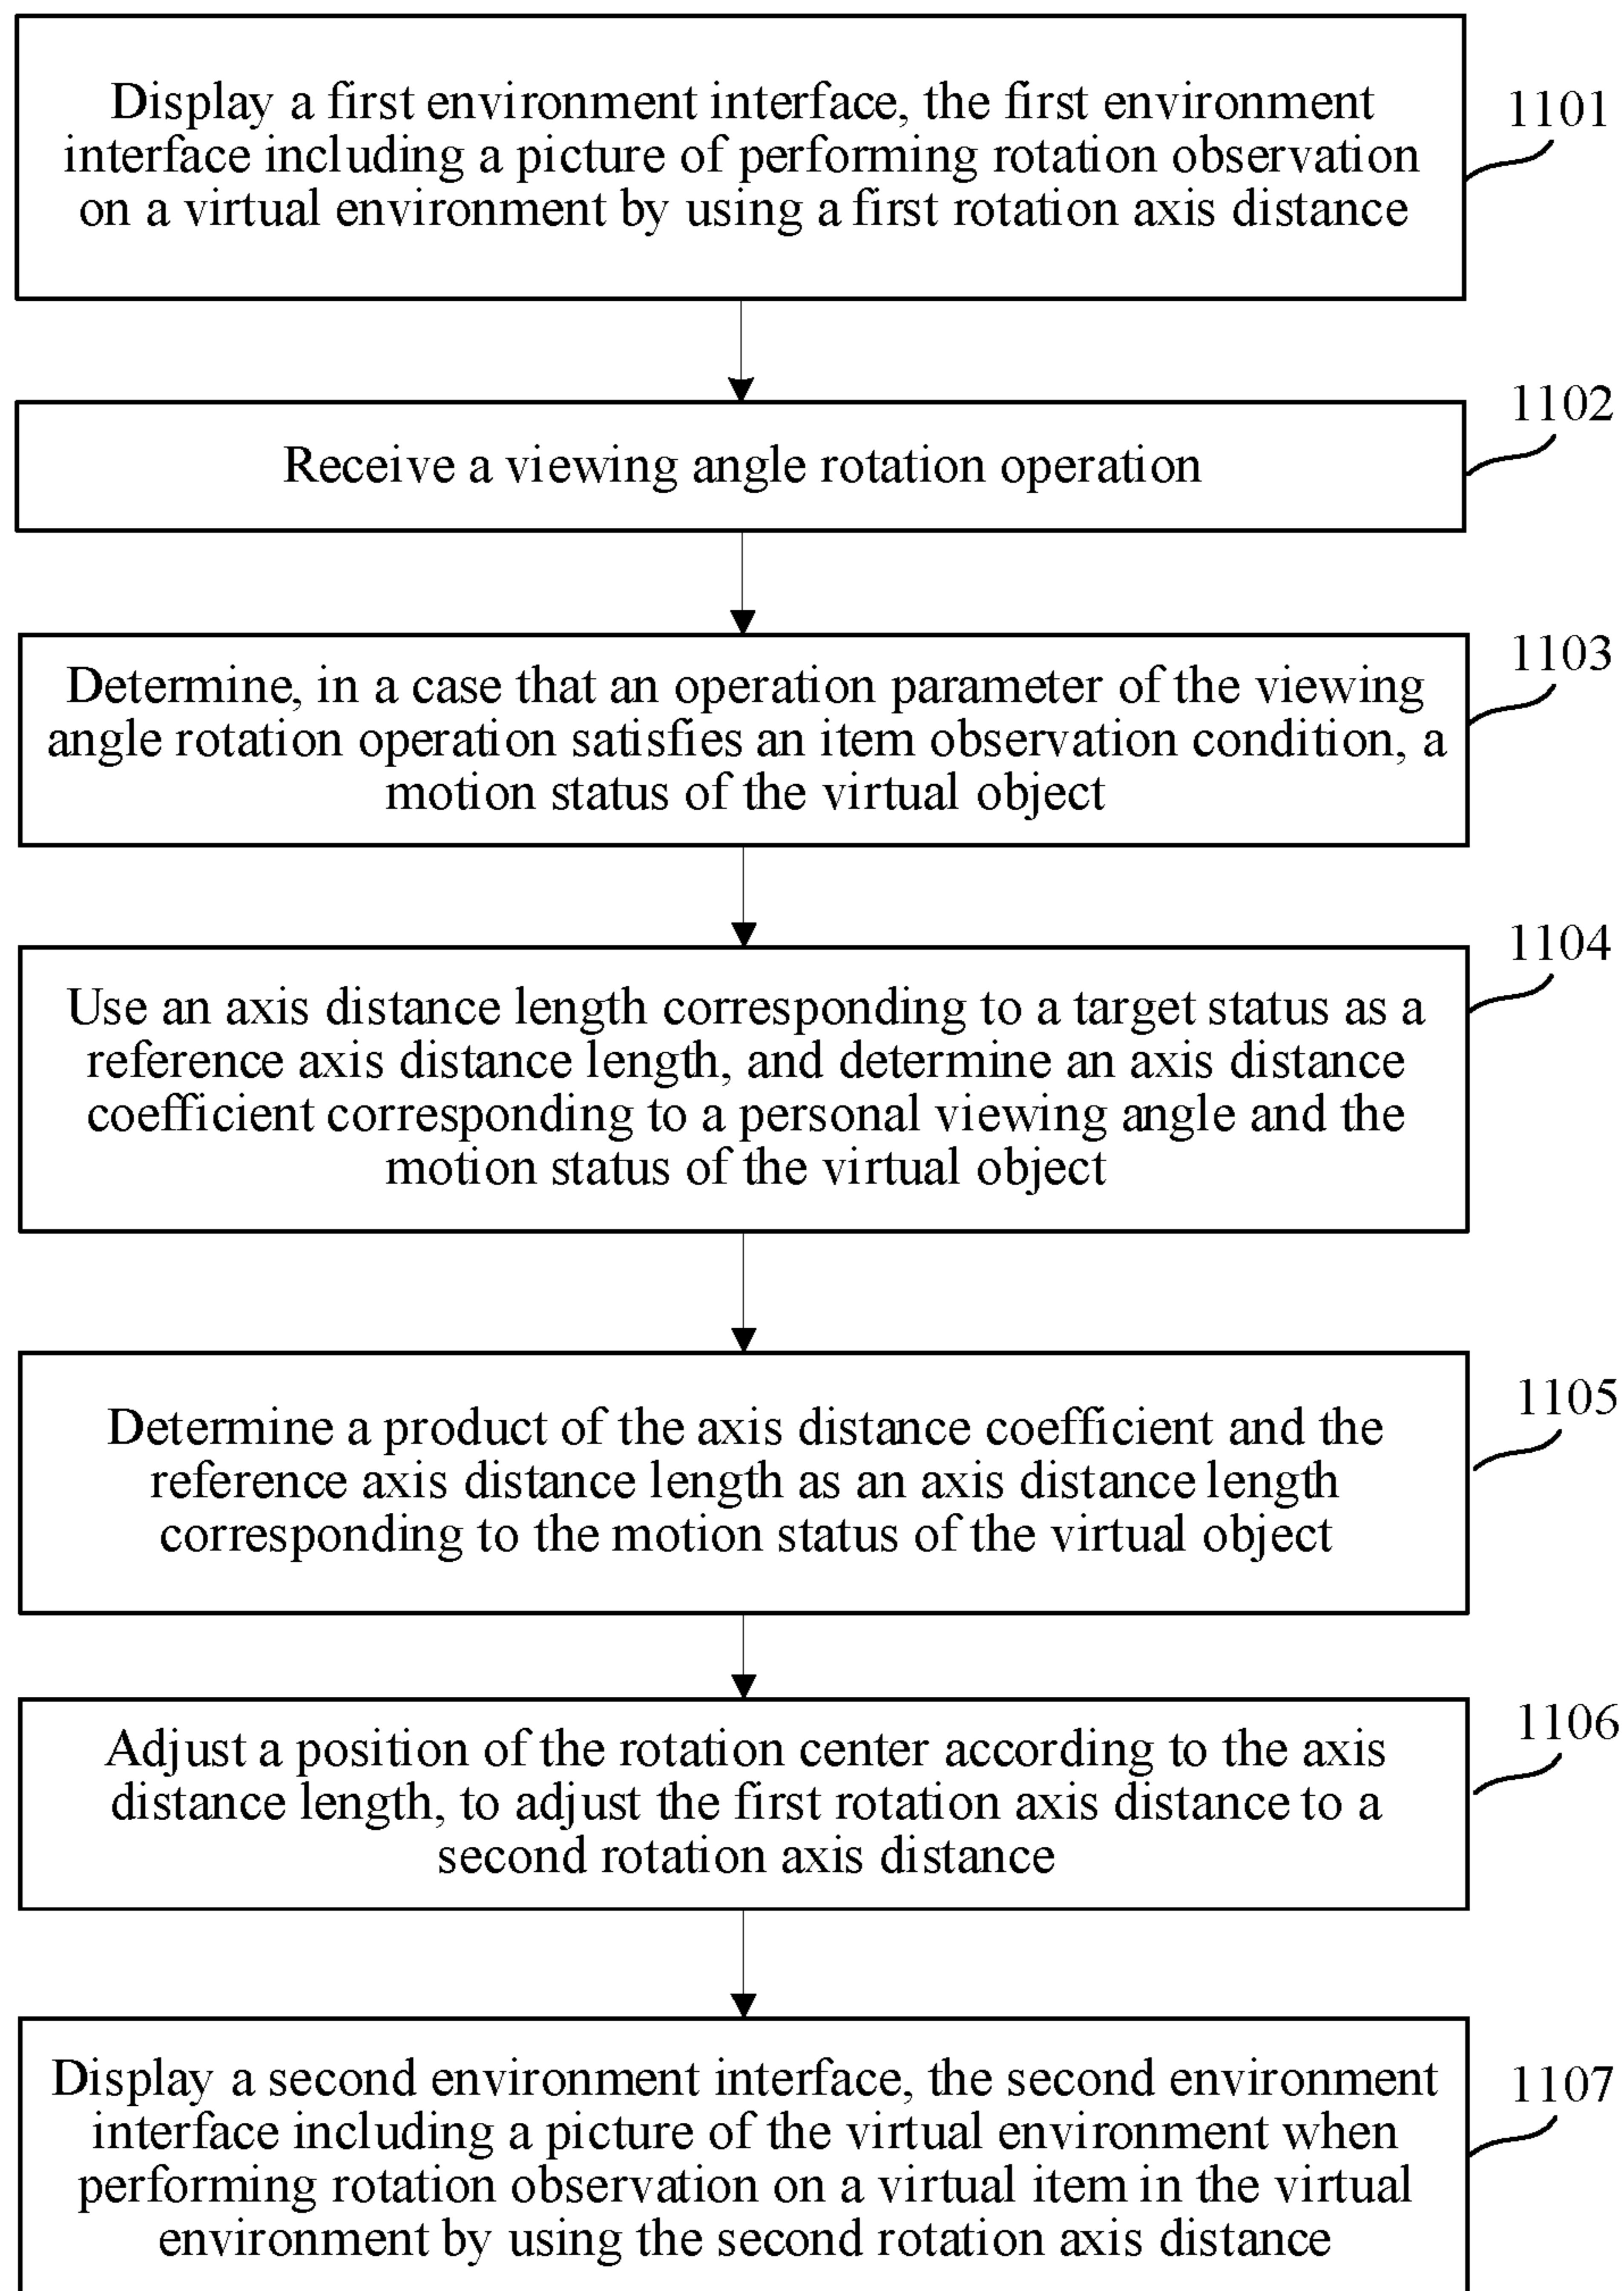 Display a first environment interface, the first environment
interface including a picture of performing rotation observation
on a virtual environment by using a first rotation axis distance
1101
Receive a viewing angle rotation operation
1102
Determine, in a case that an operation parameter of the viewing
angle rotation operation satisfies an item observation condition, a
motion status of the virtual object
1103
Use an axis distance length corresponding to a target status as a
reference axis distance length, and determine an axis distance
coefficient corresponding to a personal viewing angle and the
motion status of the virtual object
1104
Determine a product of the axis distance coefficient and the
reference axis distance length as an axis distance length
corresponding to the motion status of the virtual object
1105
Adjust a position of the rotation center according to the axis
distance length, to adjust the first rotation axis distance to a
second rotation axis distance
1106
Display a second environment interface, the second environment
interface including a picture of the virtual environment when
performing rotation observation on a virtual item in the virtual
environment by using the second rotation axis distance
1107